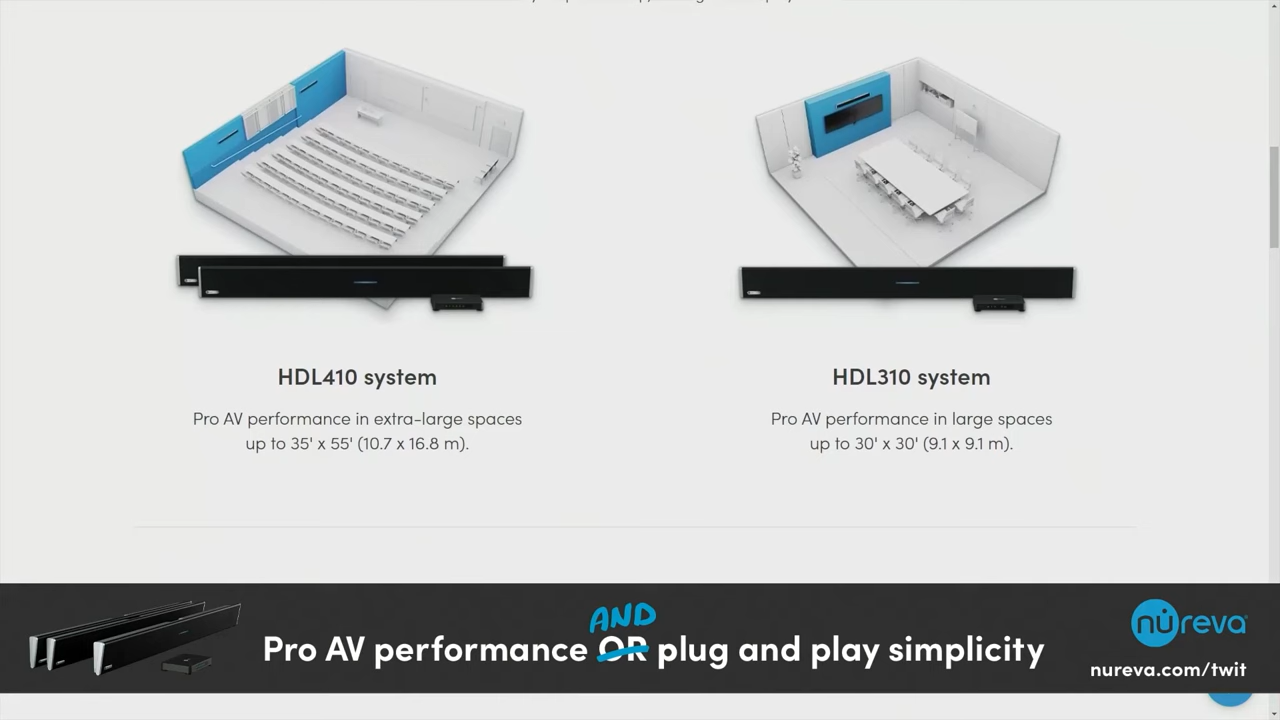 HDL410 system
Pro AV performance in extra-large spaces
up to 35' x 55' (10.7 x 16.8 m).
HDL310 system
Pro AV performance in large spaces
up to 30' x 30' (9.1 x 9.1 m).
AND
Pro AV performance OR plug and play simplicity
nureva
nureva.com/twit